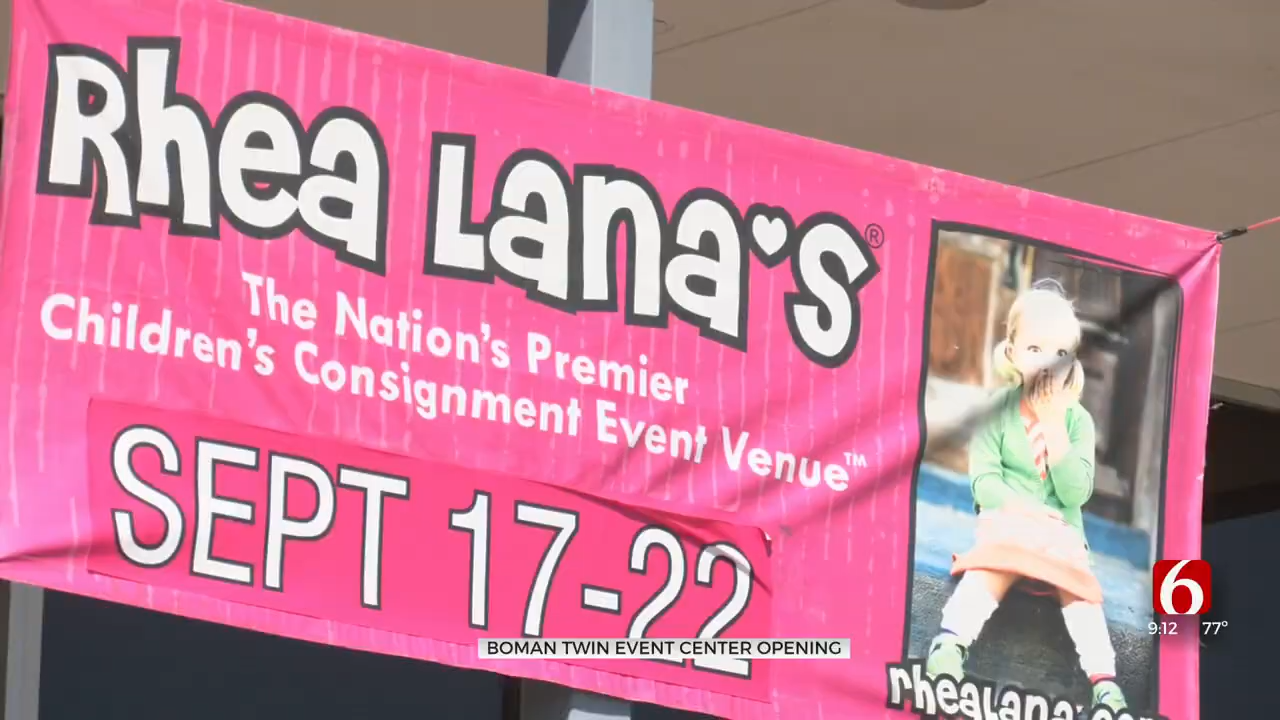 Rhea Lana's®
The Nation's Premier
Children's Consignment Event Venue™
SEPT 17-22
BOMAN TWIN EVENT CENTER OPENING
6
9:12 77°